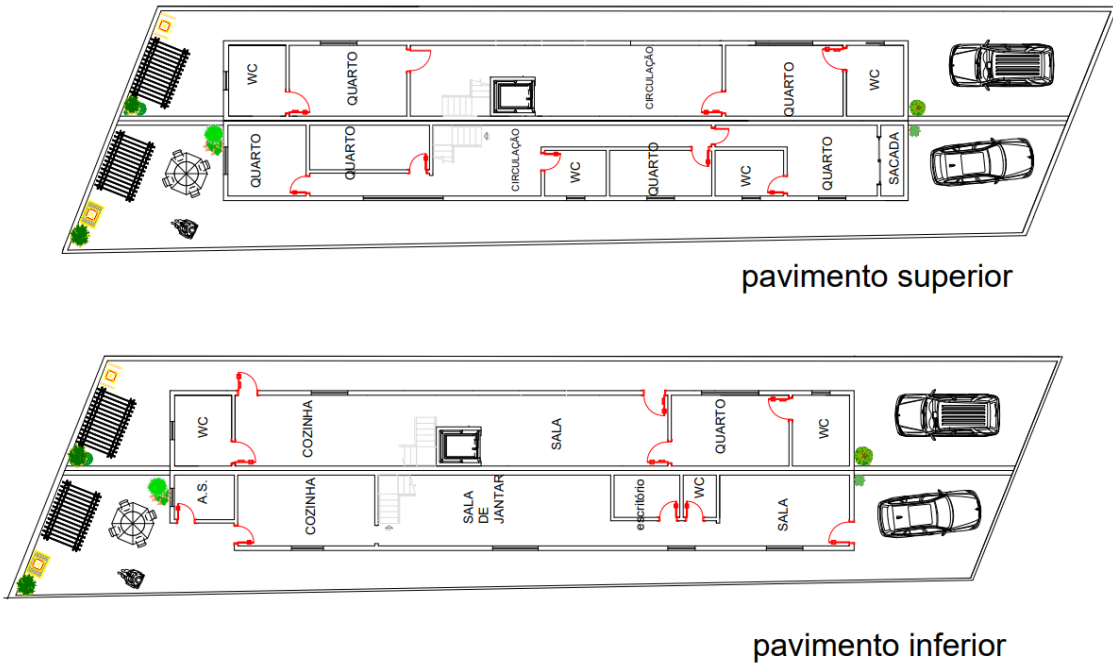 WC
QUARTO
CIRCULAÇÃO
QUARTO
WC
QUARTO
QUARTO
CIRCULAÇÃO
WC
QUARTO
WC
QUARTO
SACADA
pavimento superior
WC
COZINHA
SALA
QUARTO
WC
A.S.
COZINHA
SALA
DE
JANTAR
escritório
WC
SALA
pavimento inferior